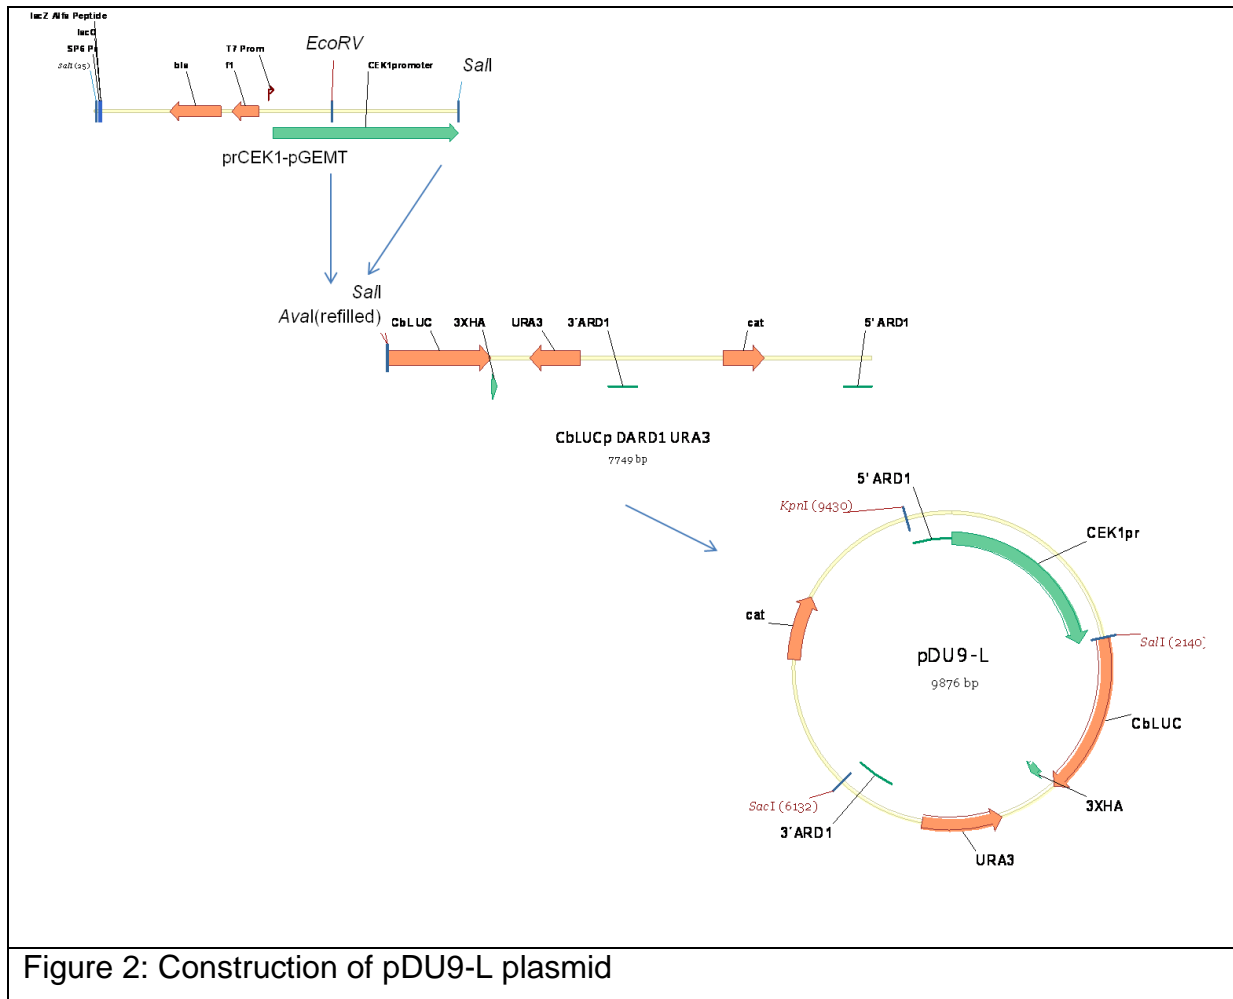 lacZ Alfa Peptide
lacO
SP6 Pr
SalI (25)
bla
f1
T7 Prom
EcoRV
CEK1promoter
SalI
prCEK1-pGEMT
SalI
AvaI(refilled)
CbLUC
3XHA
URA3
3´ARD1
cat
5' ARD1
CbLUCp DARD1 URA3
7749 bp
5' ARD1
KpnI (9430)
CEK1pr
cat
SalI (2140)
pDU9-L
9876 bp
CbLUC
SacI (6132)
3XHA
3´ARD1
URA3
Figure 2: Construction of pDU9-L plasmid